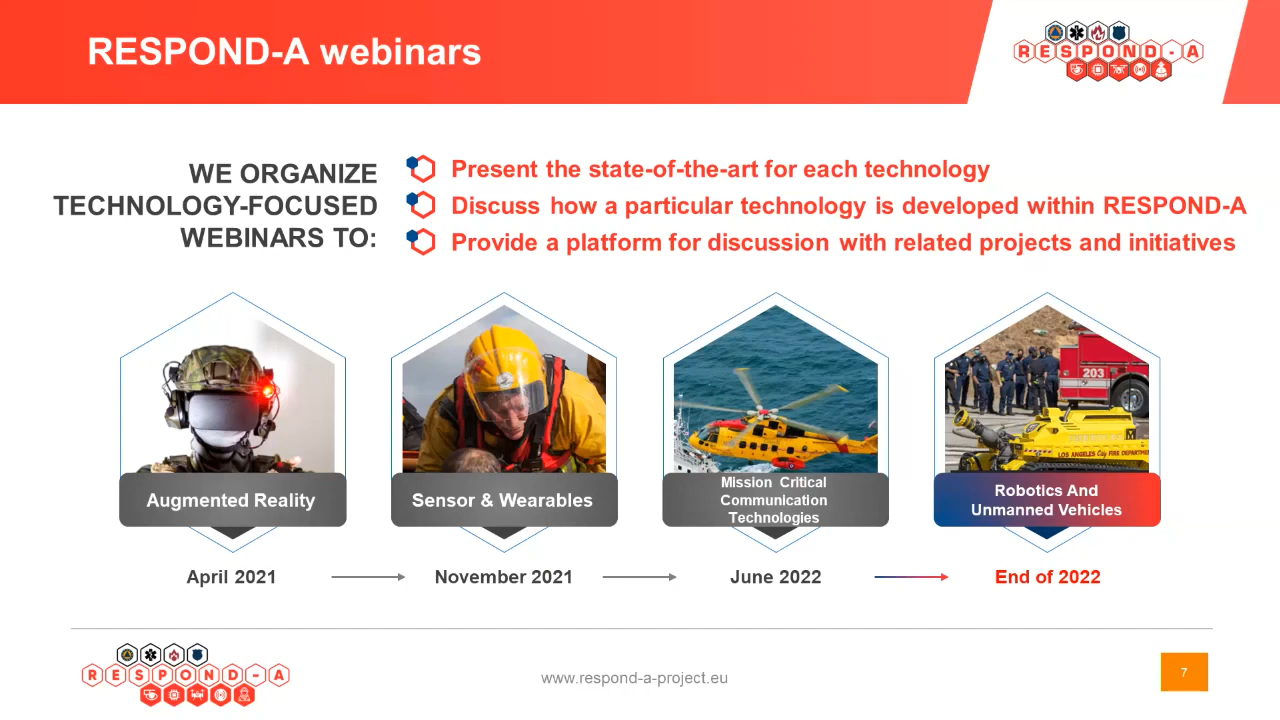 RESPOND-A webinars
RESPOND-A
WE ORGANIZE
TECHNOLOGY-FOCUSED
WEBINARS TO:
Present the state-of-the-art for each technology
Discuss how a particular technology is developed within RESPOND-A
Provide a platform for discussion with related projects and initiatives
203
M
LOS ANGELES City FIRE DEPARTMENT
Augmented Reality
Sensor & Wearables
Mission Critical
Communication
Technologies
Robotics And
Unmanned Vehicles
April 2021
November 2021
June 2022
End of 2022
RESPOND-A
www.respond-a-project.eu
7